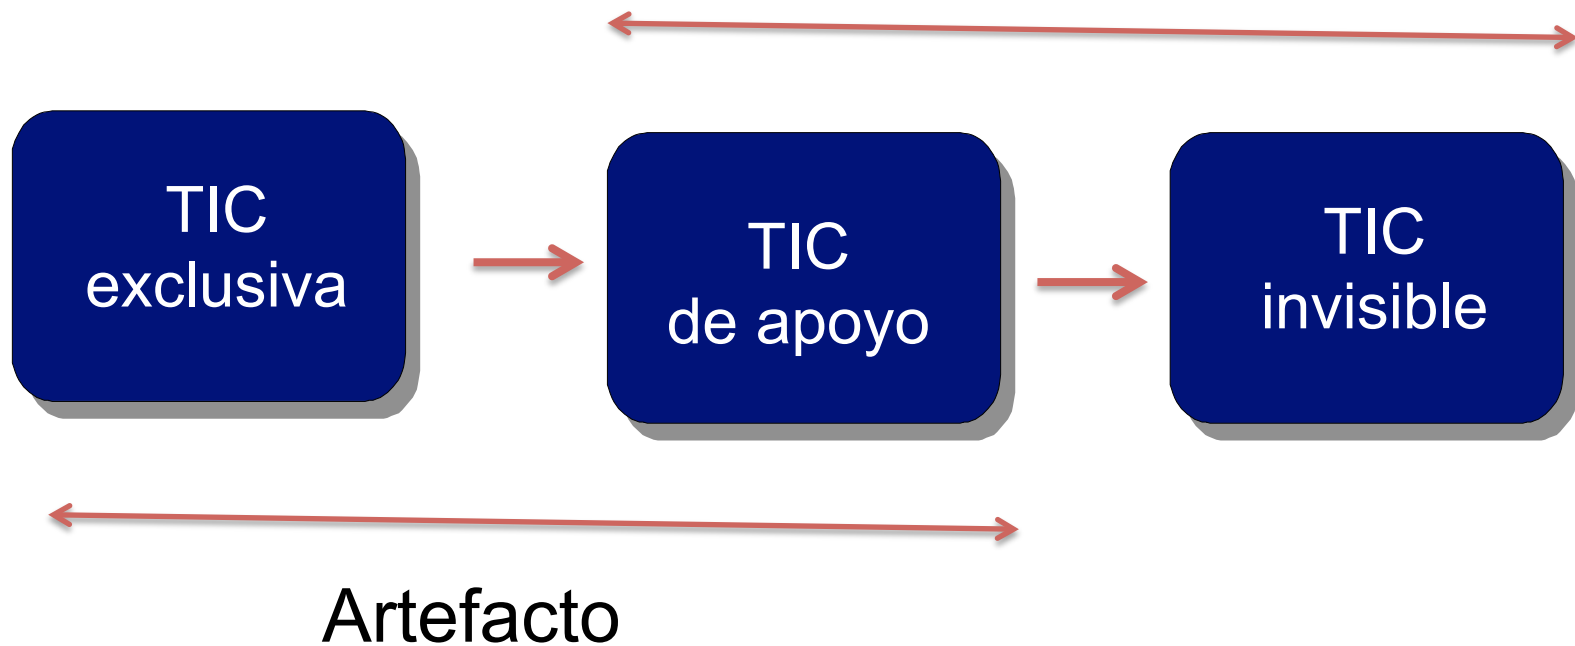 TIC
exclusiva
TIC
de apoyo
TIC
invisible
Artefacto